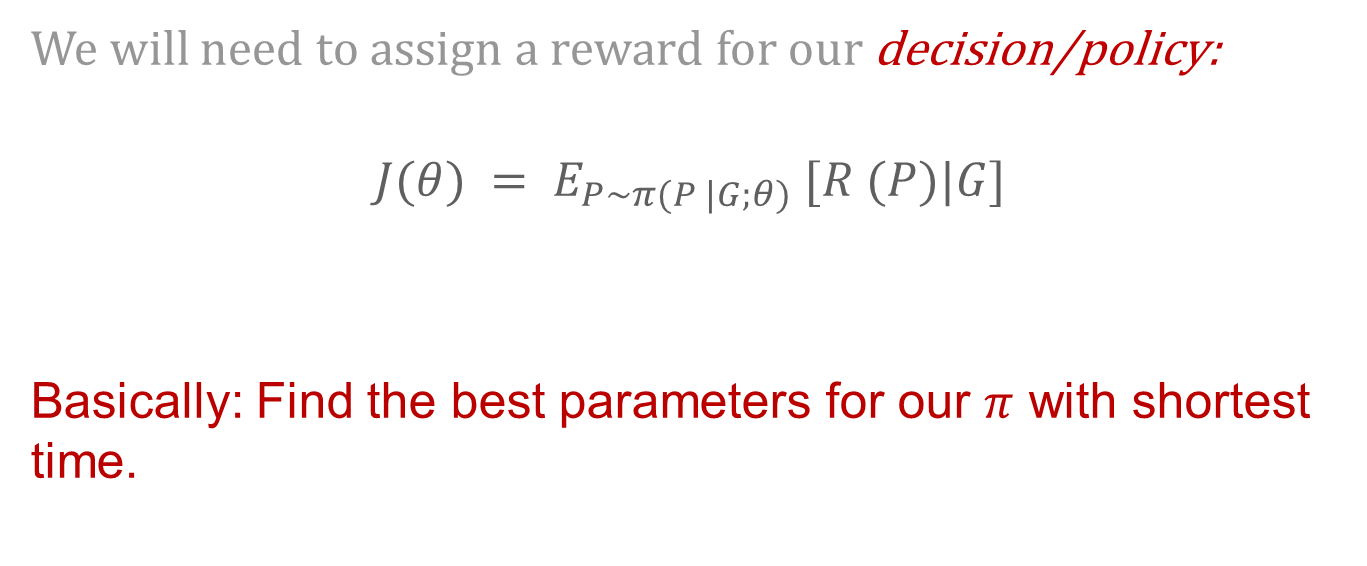 We will need to assign a reward for our decision/policy:
J(θ) = E_{P~π(P |G;θ)} [R (P)|G]
Basically: Find the best parameters for our π with shortest
time.